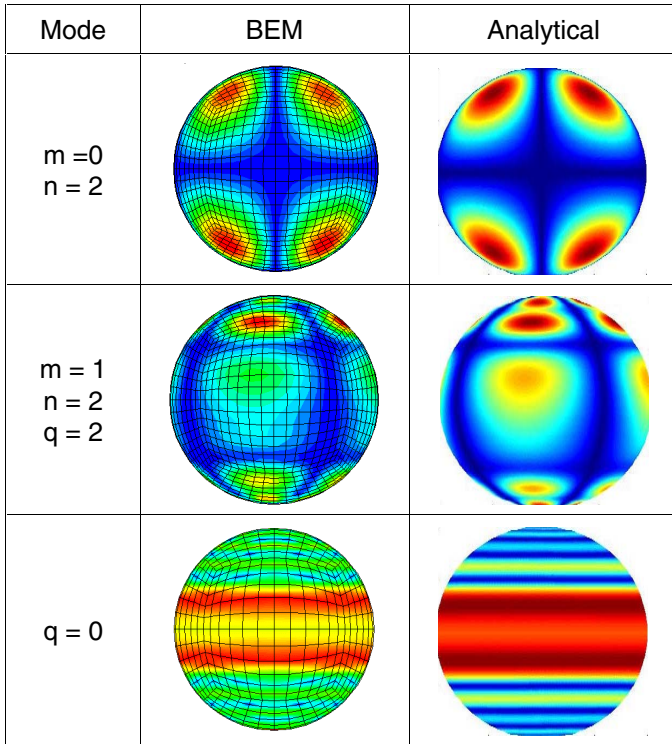 Mode BEM Analytical
m =0
n = 2
m = 1
n = 2
q = 2
q = 0